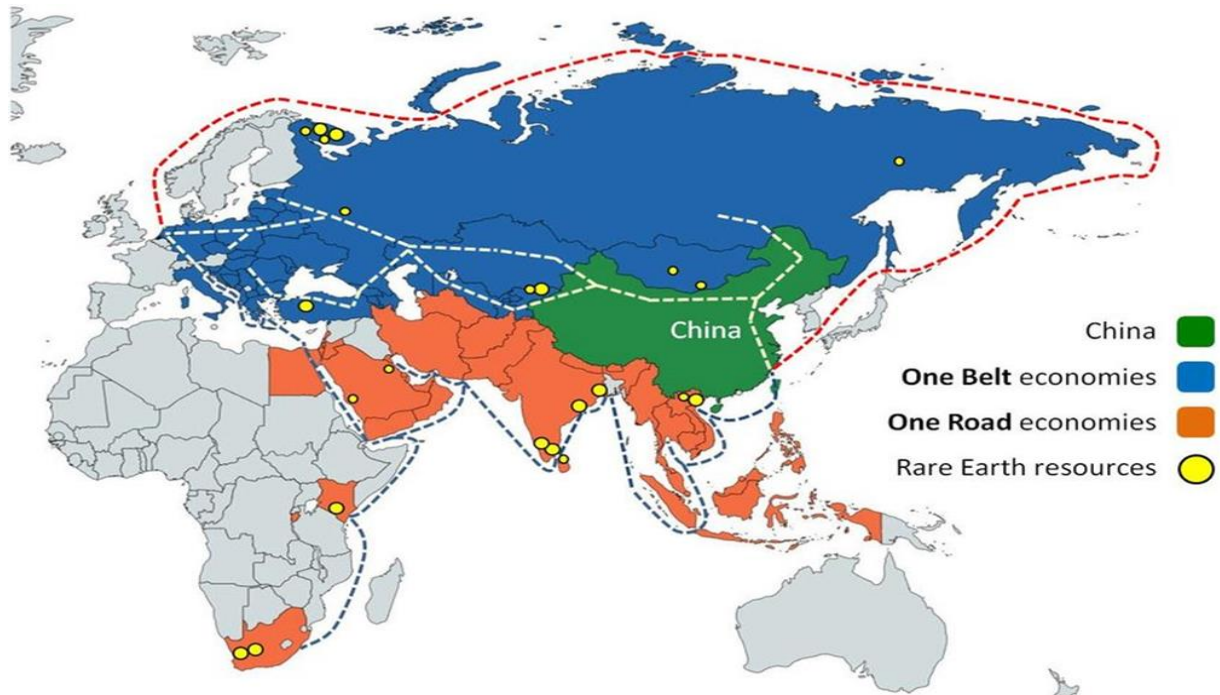 China
China
One Belt economies
One Road economies
Rare Earth resources